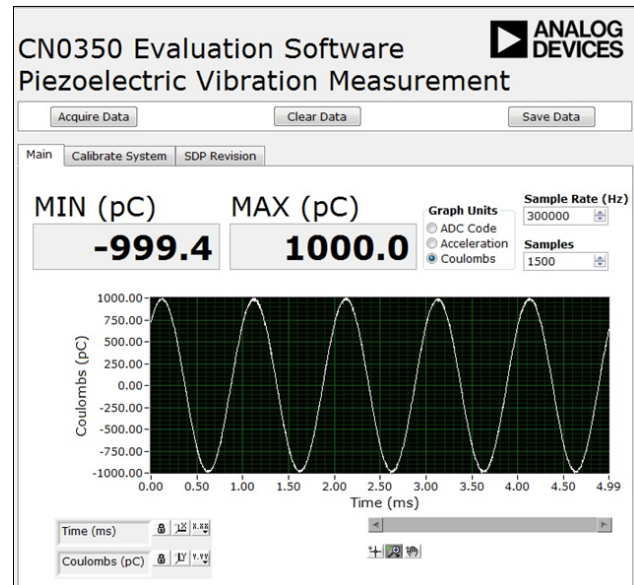 CN0350 Evaluation Software
Piezoelectric Vibration Measurement
ANALOG
DEVICES
Acquire Data Clear Data Save Data
Main Calibrate System SDP Revision
MIN (pC) MAX (pC)
-999.4 1000.0
Graph Units
ADC Code
Acceleration
Coulombs
Sample Rate (Hz)
300000
Samples
1500
Coulombs (pC)
1000.00
750.00
500.00
250.00
0.00
-250.00
-500.00
-750.00
-1000.00
0.00 0.50 1.00 1.50 2.00 2.50 3.00 3.50 4.00 4.50 4.99
Time (ms)
Time (ms)
Coulombs (pC)